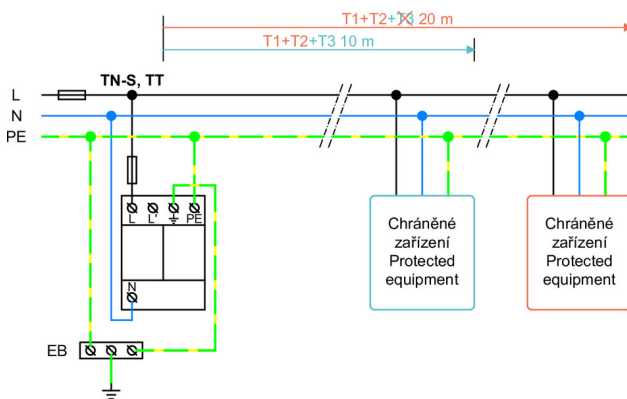 T1+T2+T3 20 m
T1+T2+T3 10 m
TN-S, TT
L
N
PE
L L' PE
N
EB
Chráněné
zařízení
Protected
equipment
Chráněné
zařízení
Protected
equipment